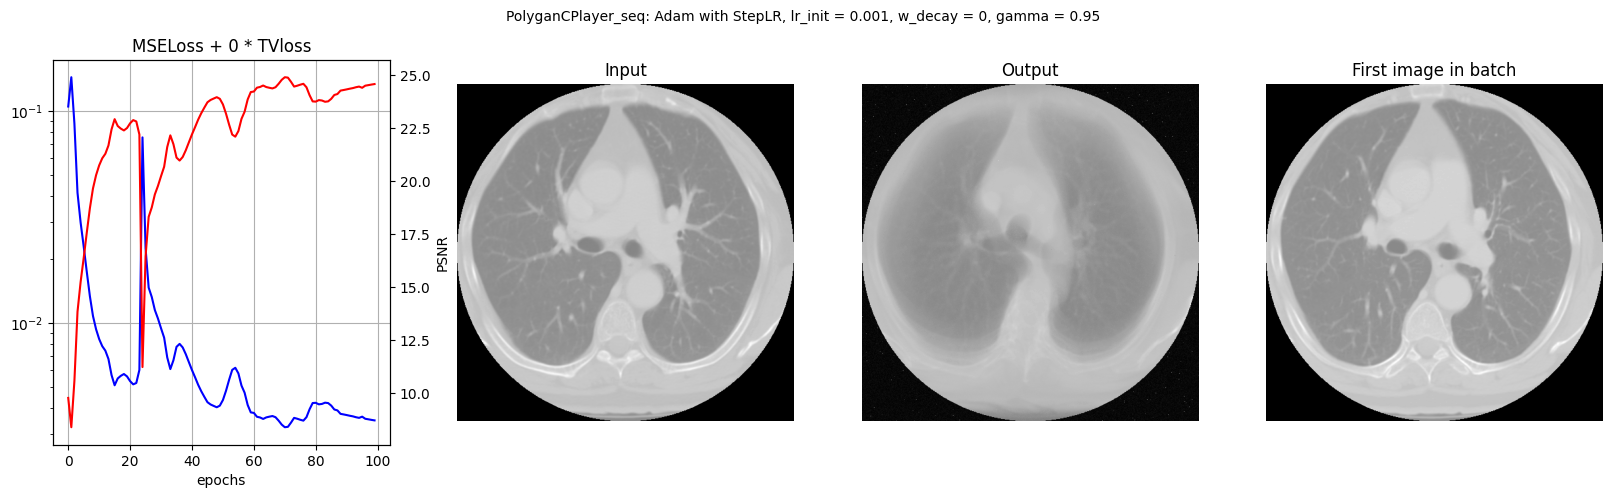 PolyganCPlayer_seq: Adam with StepLR, lr_init = 0.001, w_decay = 0, gamma = 0.95
MSELoss + 0 * TVloss
10⁻¹
10⁻²
0 20 40 60 80 100
epochs
25.0
22.5
20.0
17.5
15.0
12.5
10.0
PSNR
Input
Output
First image in batch